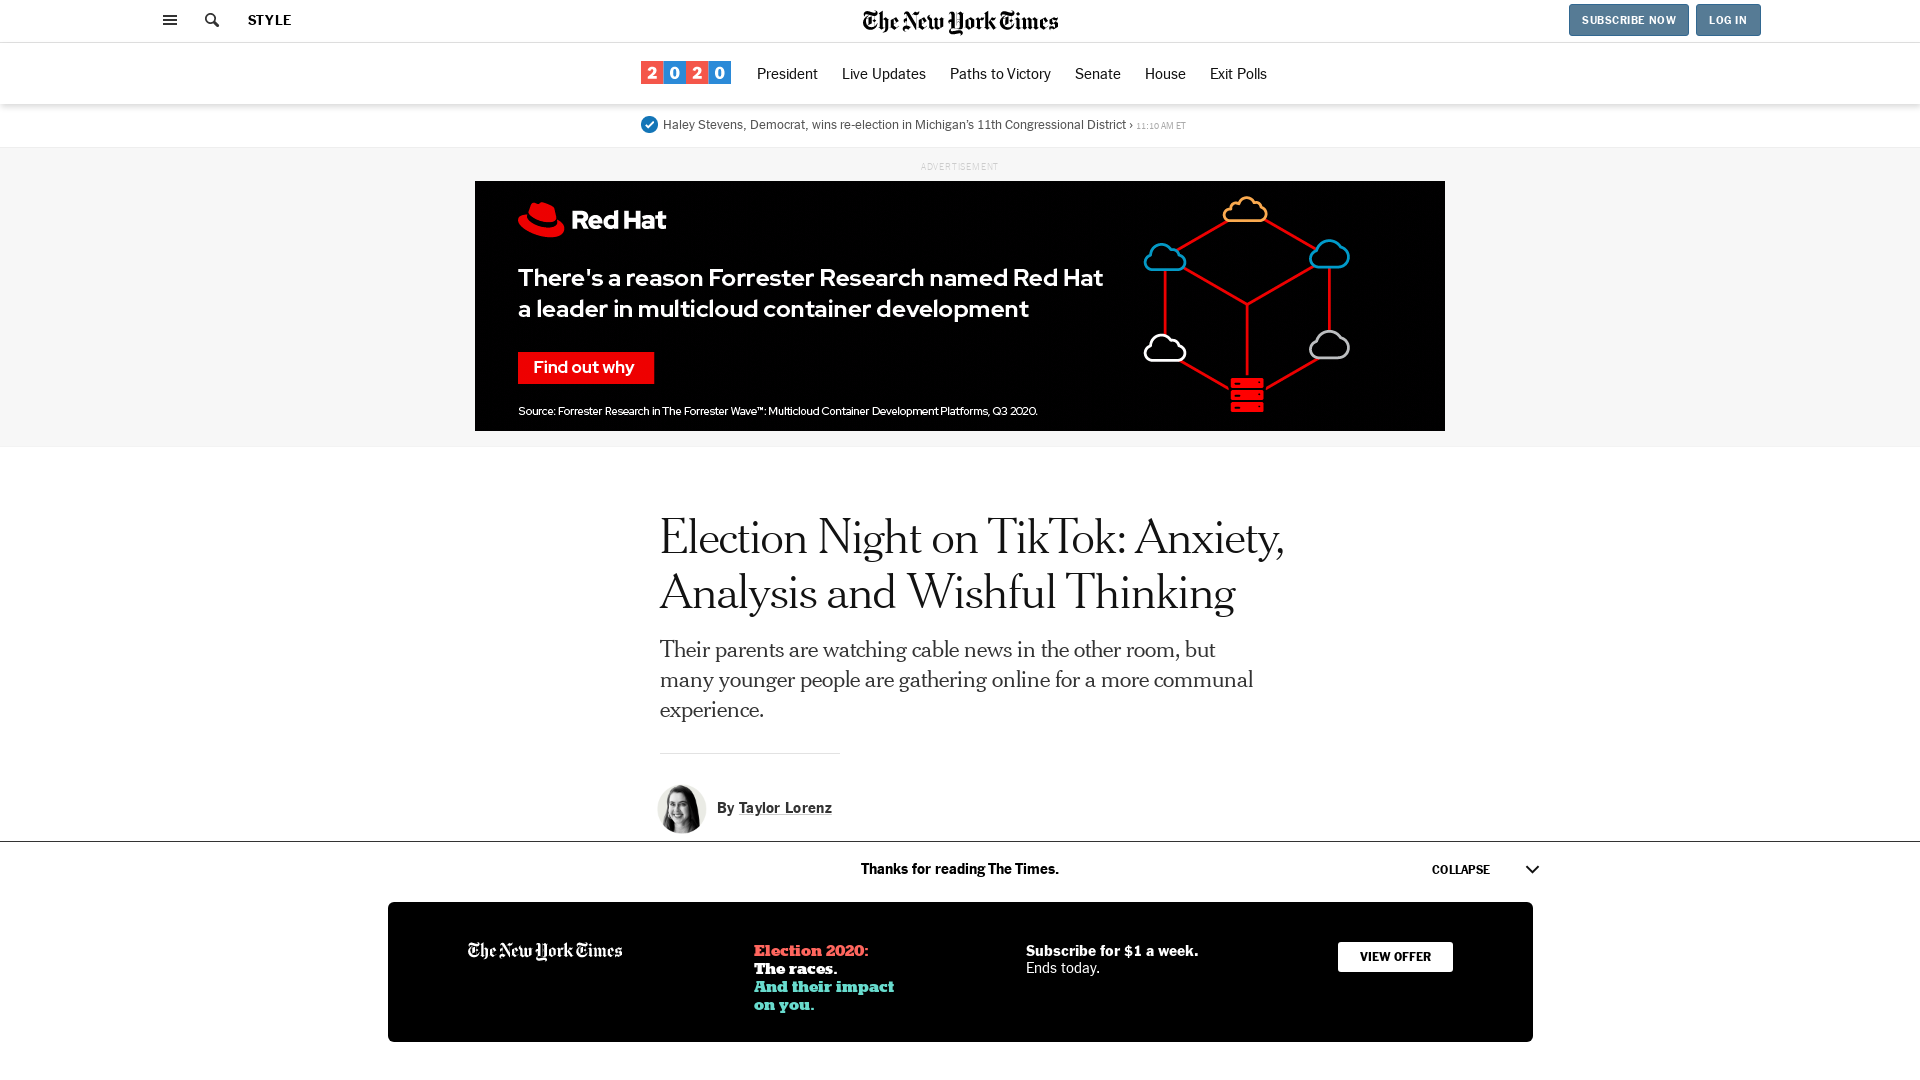 STYLE
The New York Times
SUBSCRIBE NOW
LOG IN
2020
President
Live Updates
Paths to Victory
Senate
House
Exit Polls
Haley Stevens, Democrat, wins re-election in Michigan's 11th Congressional District › 11:10 AM ET
ADVERTISEMENT
Red Hat
There's a reason Forrester Research named Red Hat
a leader in multicloud container development
Find out why
Source: Forrester Research in The Forrester Wave™: Multicloud Container Development Platforms, Q3 2020.
Election Night on TikTok: Anxiety,
Analysis and Wishful Thinking
Their parents are watching cable news in the other room, but
many younger people are gathering online for a more communal
experience.
By Taylor Lorenz
Thanks for reading The Times.
COLLAPSE
The New York Times
Election 2020:
The races.
And their impact
on you.
Subscribe for $1 a week.
Ends today.
VIEW OFFER